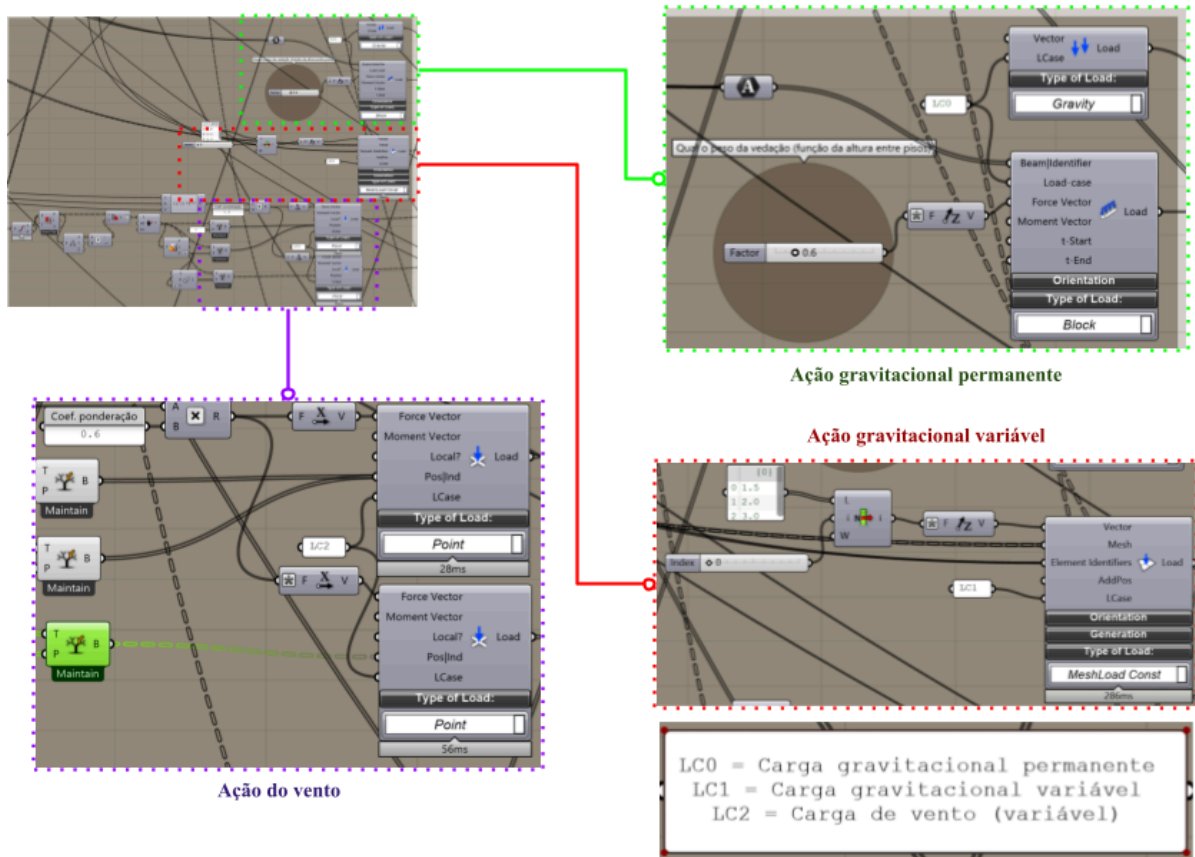 Vector
LCase
Load
Type of Load:
Gravity
A
LC0
Qual o peso da vedação (função da altura entre pisos)
Beam|Identifier
Load-case
Force Vector
Moment Vector
t-Start
t-End
Load
F Z V
Factor
0.6
Orientation
Type of Load:
Block
Ação gravitacional permanente
Ação gravitacional variável
{0}
0 1.5
1 2.0
2 3.0
L
i
W
i
F Z V
Index
0
LC1
Vector
Mesh
Element Identifiers
AddPos
LCase
Load
Orientation
Generation
Type of Load:
MeshLoad Const
286ms
Coef. ponderação
0.6
A
B
R
F X V
Force Vector
Moment Vector
Local?
Pos|Ind
LCase
Load
Type of Load:
Point
28ms
T
P
B
Maintain
T
P
B
Maintain
LC2
F X V
Force Vector
Moment Vector
Local?
Pos|Ind
LCase
Load
T
P
B
Maintain
Type of Load:
Point
56ms
Ação do vento
LC0 = Carga gravitacional permanente
LC1 = Carga gravitacional variável
LC2 = Carga de vento (variável)